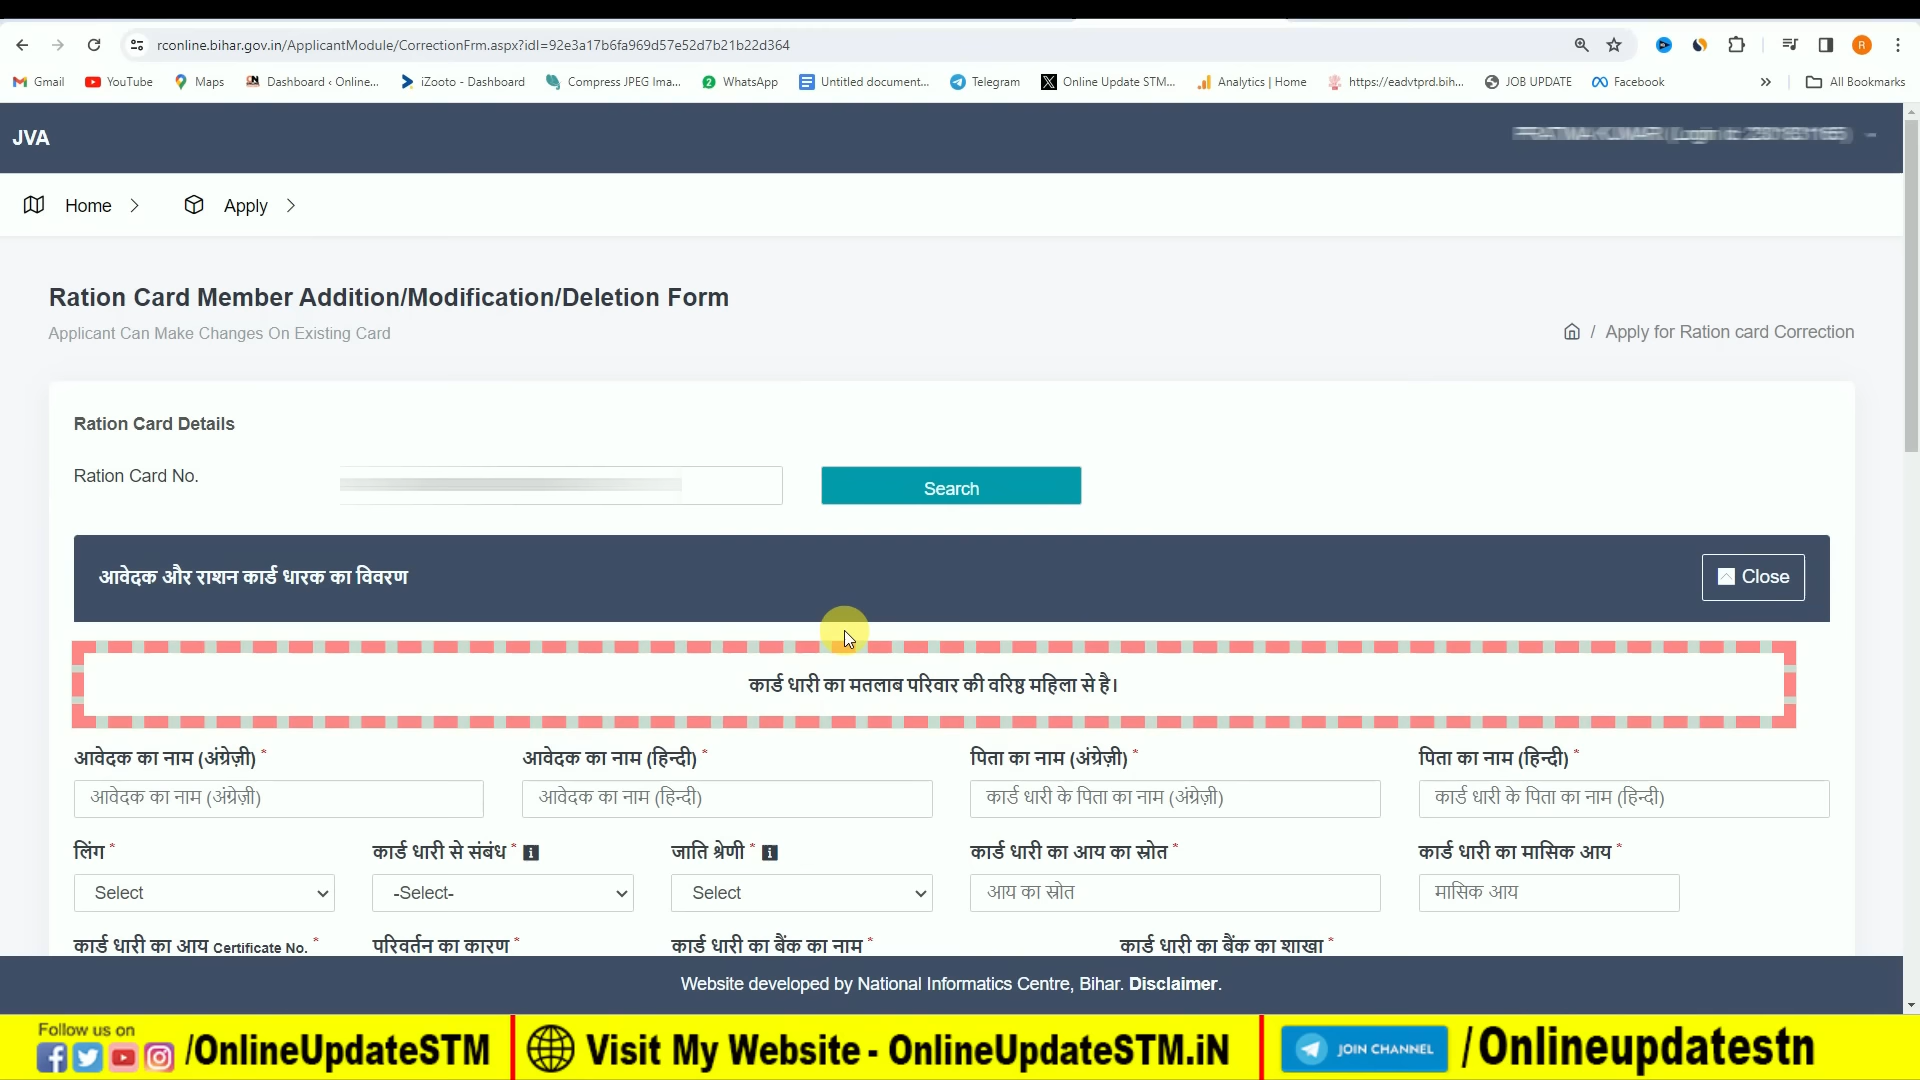 rconline.bihar.gov.in/ApplicantModule/CorrectionFrm.aspx?idl=92e3a17b6fa969d57e52d7b21b22d364
R
Gmail YouTube Maps Dashboard ‹ Online... iZooto - Dashboard Compress JPEG Ima... WhatsApp Untitled document... Telegram Online Update STM... Analytics | Home https://eadvtprd.bih... JOB UPDATE Facebook » All Bookmarks
JVA
Home Apply
Ration Card Member Addition/Modification/Deletion Form
Applicant Can Make Changes On Existing Card
/ Apply for Ration card Correction
Ration Card Details
Ration Card No.
Search
आवेदक और राशन कार्ड धारक का विवरण
Close
कार्ड धारी का मतलाब परिवार की वरिष्ठ महिला से है।
आवेदक का नाम (अंग्रेज़ी) * आवेदक का नाम (हिन्दी) * पिता का नाम (अंग्रेज़ी) * पिता का नाम (हिन्दी) *
आवेदक का नाम (अंग्रेज़ी) आवेदक का नाम (हिन्दी) कार्ड धारी के पिता का नाम (अंग्रेज़ी) कार्ड धारी के पिता का नाम (हिन्दी)
लिंग * कार्ड धारी से संबंध * i जाति श्रेणी * i कार्ड धारी का आय का स्रोत * कार्ड धारी का मासिक आय *
Select -Select- Select आय का स्रोत मासिक आय
कार्ड धारी का आय Certificate No. * परिवर्तन का कारण * कार्ड धारी का बैंक का नाम * कार्ड धारी का बैंक का शाखा *
Website developed by National Informatics Centre, Bihar. Disclaimer.
Follow us on
/OnlineUpdateSTM Visit My Website - OnlineUpdateSTM.iN JOIN CHANNEL /Onlineupdatestn